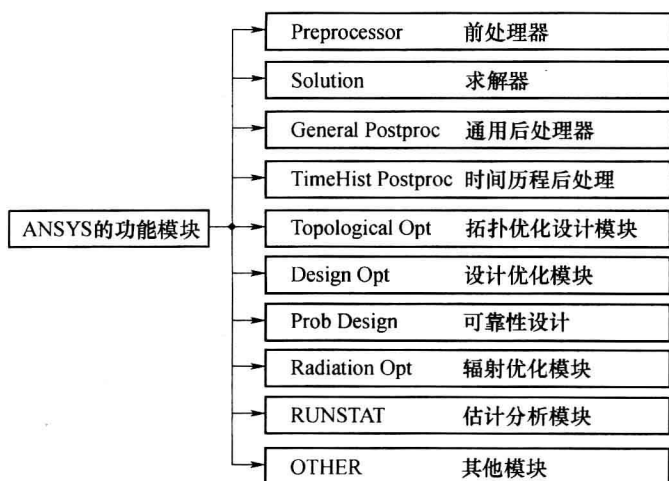 Preprocessor 前处理器
Solution 求解器
General Postproc 通用后处理器
TimeHist Postproc 时间历程后处理
ANSYS的功能模块
Topological Opt 拓扑优化设计模块
Design Opt 设计优化模块
Prob Design 可靠性设计
Radiation Opt 辐射优化模块
RUNSTAT 估计分析模块
OTHER 其他模块